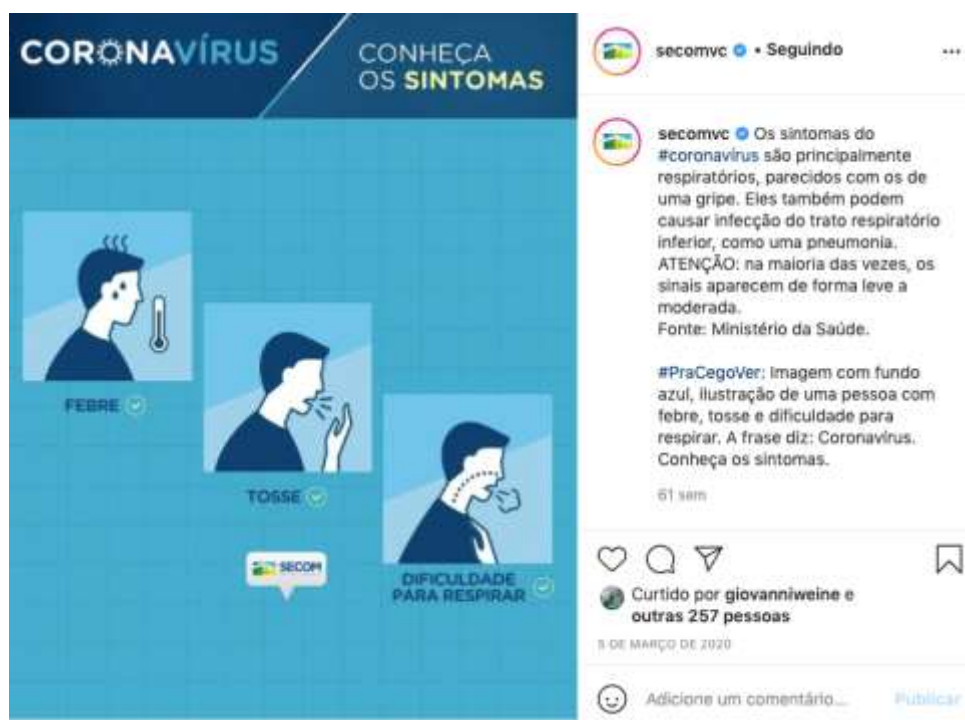 CORONAVÍRUS
CONHEÇA
OS SINTOMAS
FEBRE
TOSSE
DIFICULDADE
PARA RESPIRAR
SECOM
secomvc • Seguindo
secomvc Os sintomas do
#coronavírus são principalmente
respiratórios, parecidos com os de
uma gripe. Eles também podem
causar infecção do trato respiratório
inferior, como uma pneumonia.
ATENÇÃO: na maioria das vezes, os
sinais aparecem de forma leve a
moderada.
Fonte: Ministério da Saúde.
#PraCegoVer: Imagem com fundo
azul, ilustração de uma pessoa com
febre, tosse e dificuldade para
respirar. A frase diz: Coronavírus.
Conheça os sintomas.
61 sem
Curtido por giovanniweine e
outras 257 pessoas
5 DE MARÇO DE 2020
Adicione um comentário... Publicar